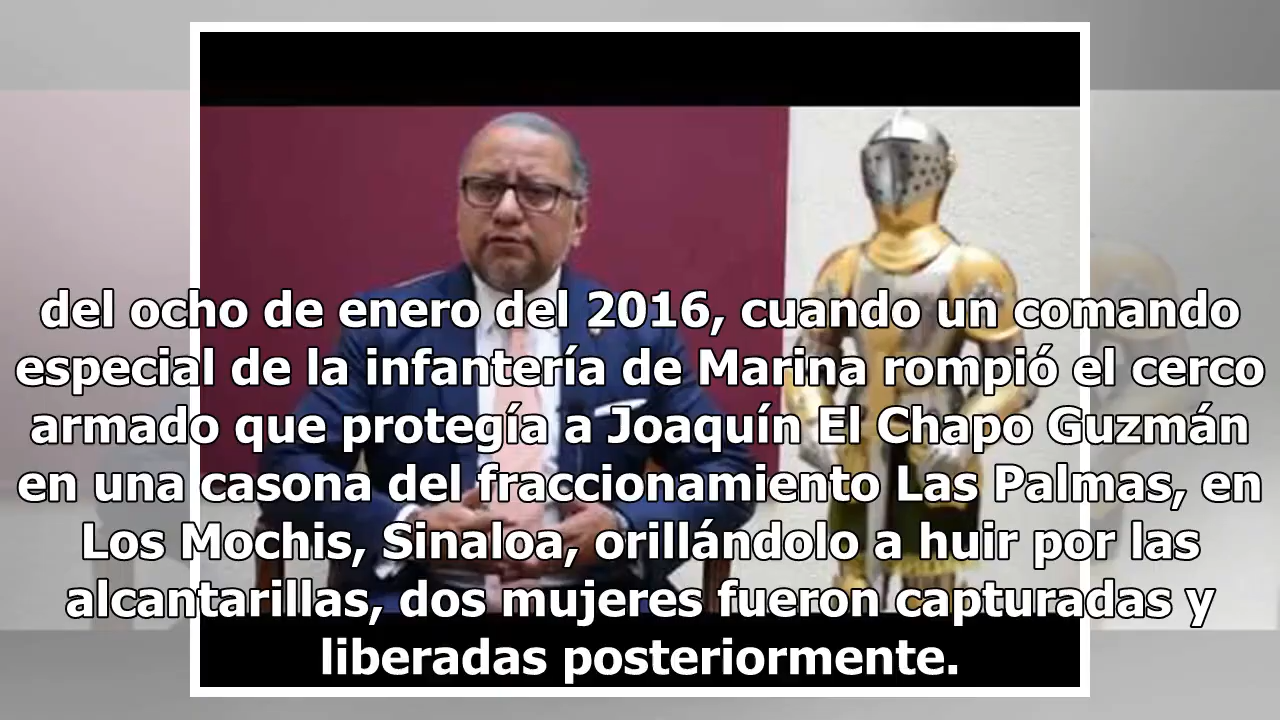 del ocho de enero del 2016, cuando un comando
especial de la infantería de Marina rompió el cerco
armado que protegía a Joaquín El Chapo Guzmán
en una casona del fraccionamiento Las Palmas, en
Los Mochis, Sinaloa, orillándolo a huir por las
alcantarillas, dos mujeres fueron capturadas y
liberadas posteriormente.